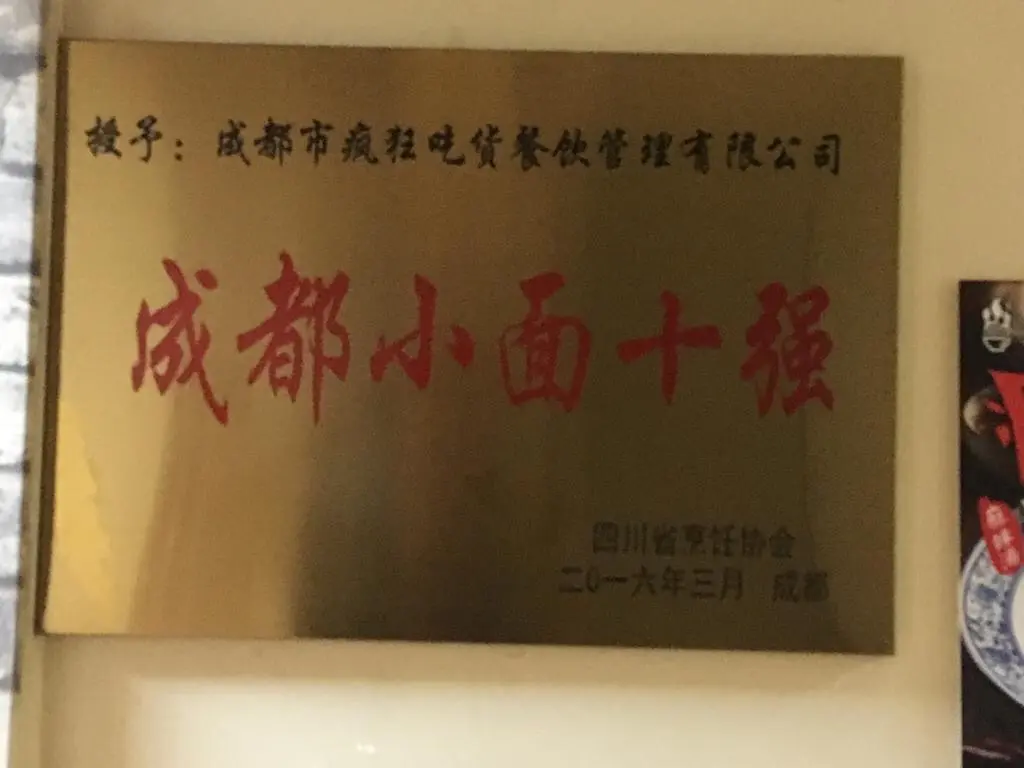 授予：成都市疯狂吃货餐饮管理有限公司
成都小面十强
四川省烹饪协会
二0一六年三月 成都